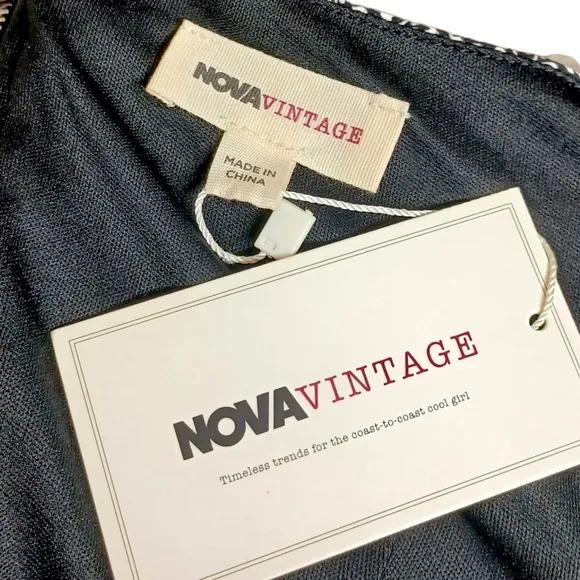 NOVAVINTAGE
MADE IN
CHINA
NOVAVINTAGE
Timeless trends for the coast-to-coast cool girl